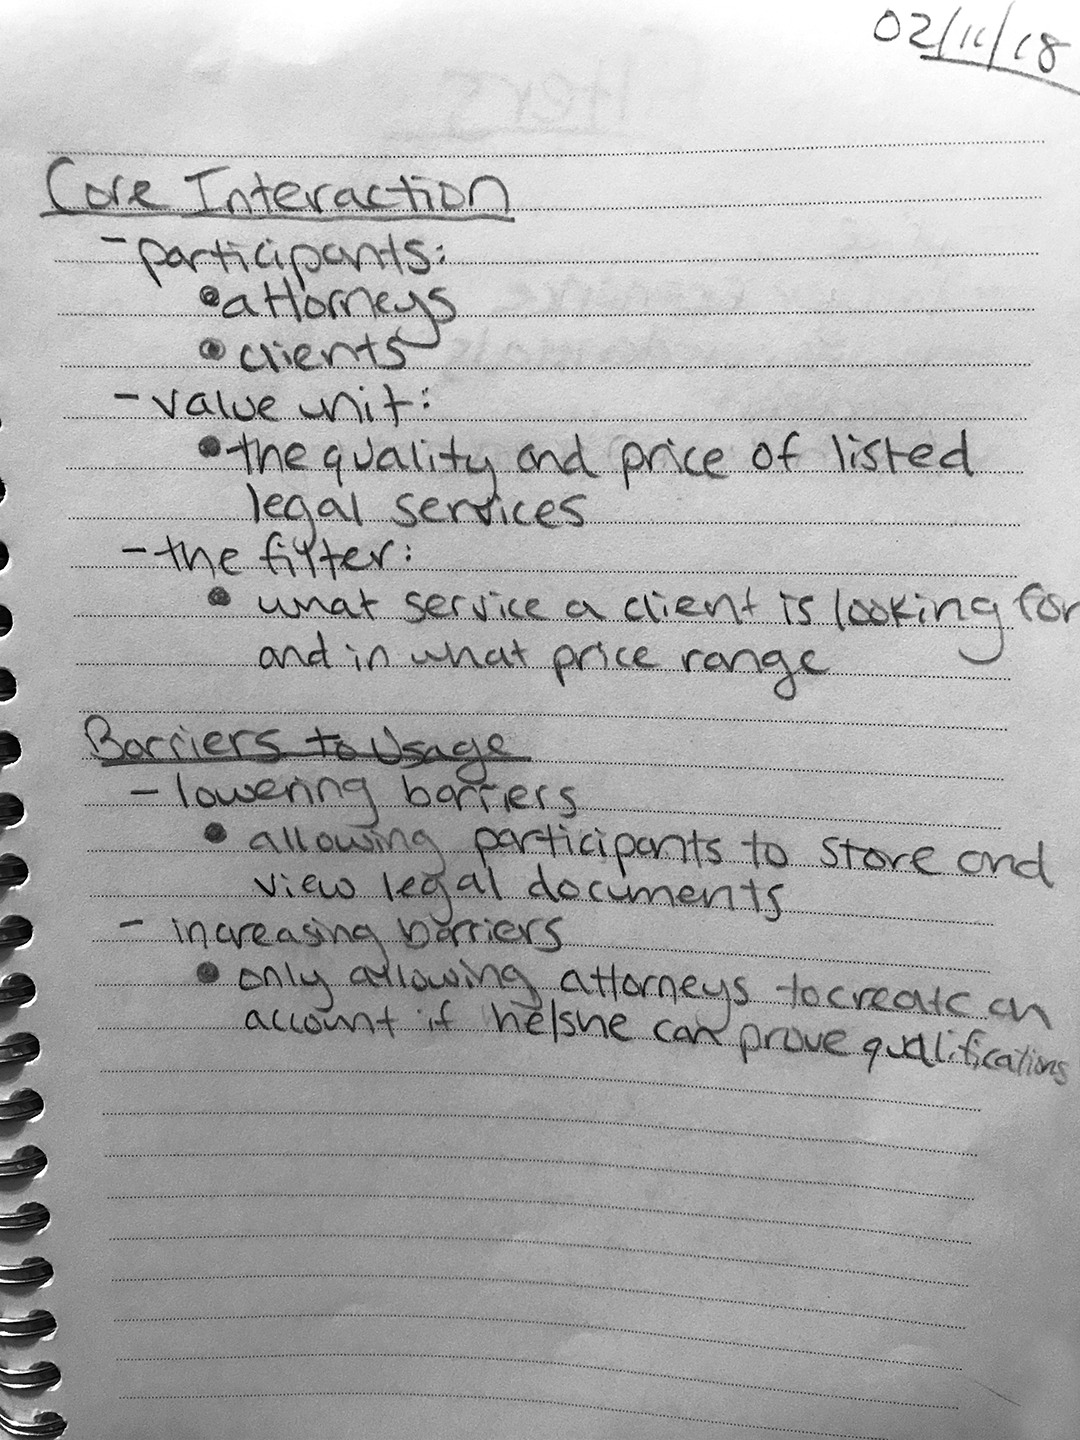 02/11/18
Core Interaction
- participants:
• attorneys
• clients
- value unit:
• the quality and price of listed
legal services
- the filter:
• what service a client is looking for
and in what price range
Barriers to Usage
- lowering barriers
• allowing participants to store and
view legal documents
- increasing barriers
• only allowing attorneys to create an
account if he/she can prove qualifications